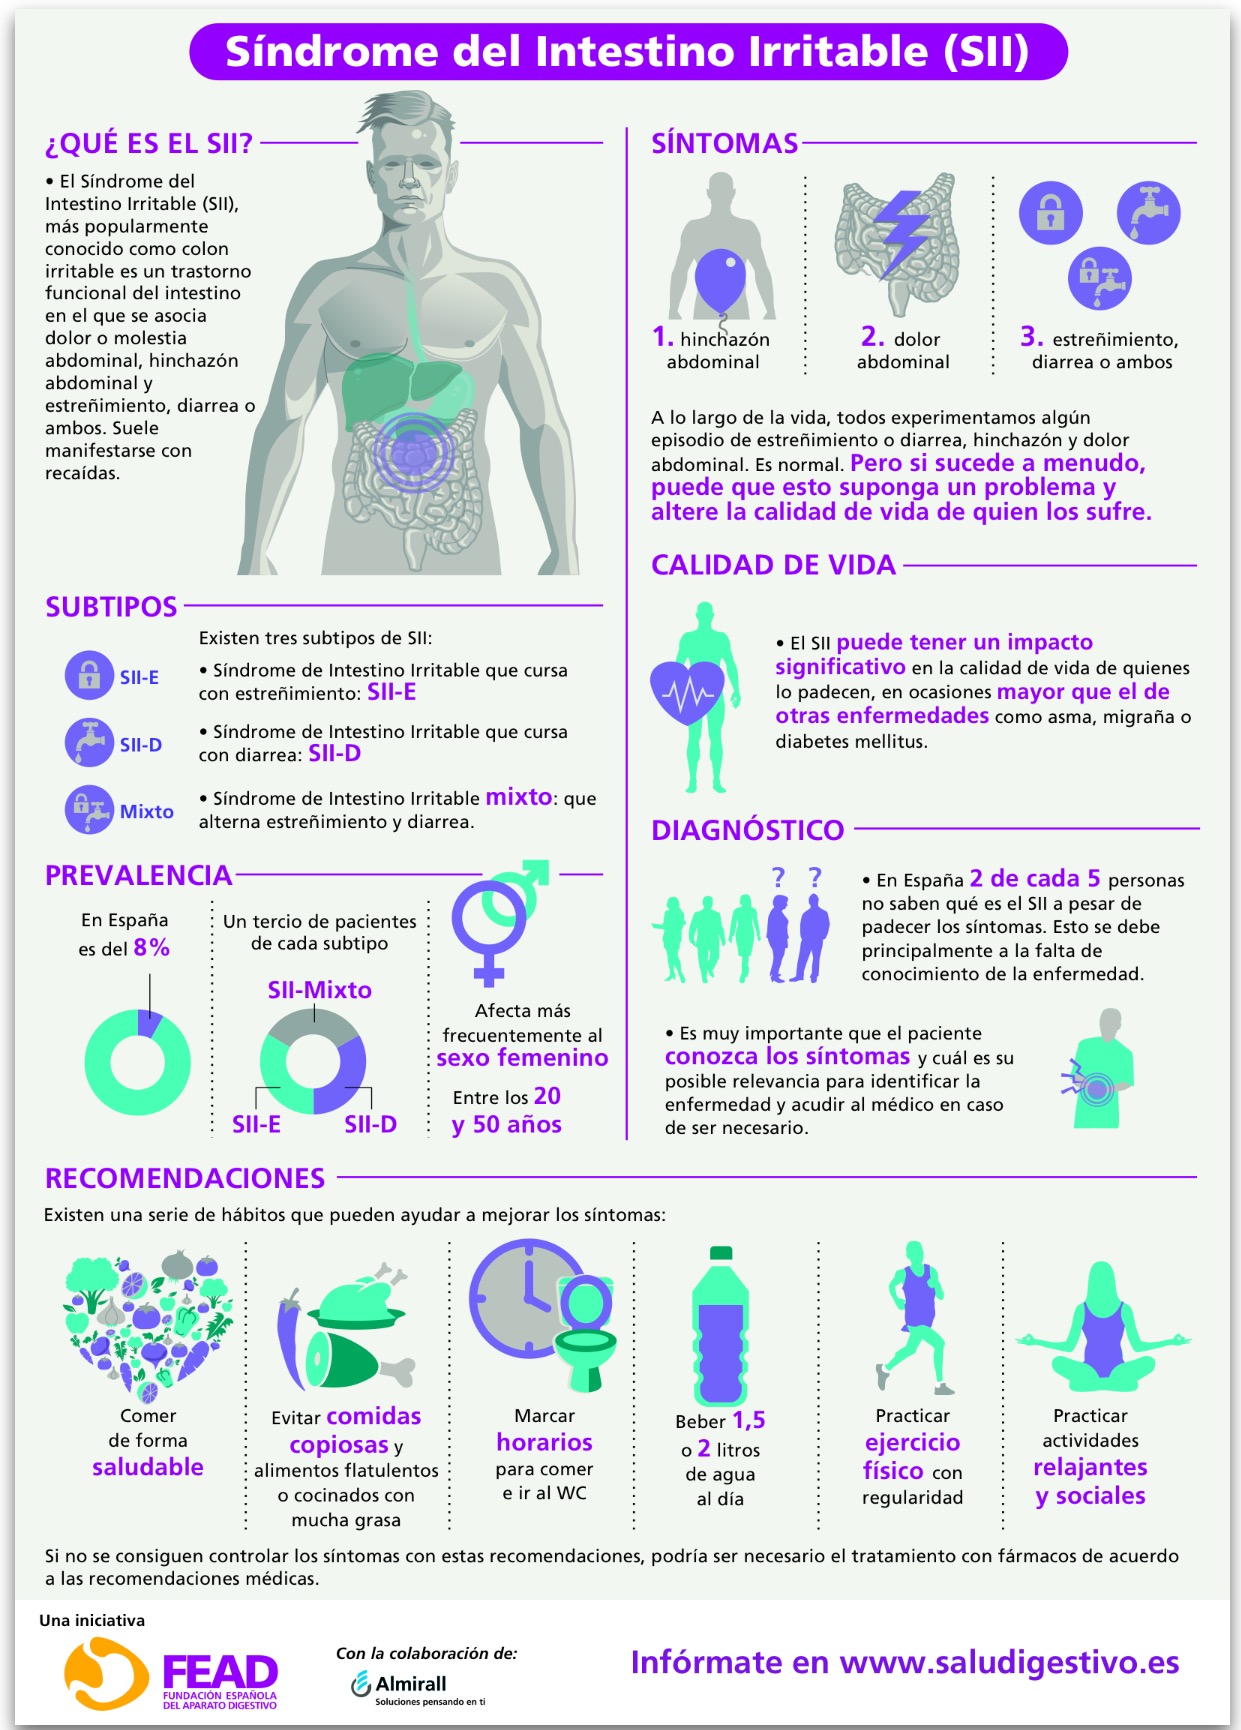 Síndrome del Intestino Irritable (SII)
¿QUÉ ES EL SII?
• El Síndrome del
Intestino Irritable (SII),
más popularmente
conocido como colon
irritable es un trastorno
funcional del intestino
en el que se asocia
dolor o molestia
abdominal, hinchazón
abdominal y
estreñimiento, diarrea o
ambos. Suele
manifestarse con
recaídas.
SUBTIPOS
Existen tres subtipos de SII:
SII-E
• Síndrome de Intestino Irritable que cursa
con estreñimiento: SII-E
SII-D
• Síndrome de Intestino Irritable que cursa
con diarrea: SII-D
Mixto
• Síndrome de Intestino Irritable mixto: que
alterna estreñimiento y diarrea.
PREVALENCIA
En España
es del 8%
Un tercio de pacientes
de cada subtipo
SII-Mixto
SII-E
SII-D
Afecta más
frecuentemente al
sexo femenino
Entre los 20
y 50 años
SÍNTOMAS
1. hinchazón
abdominal
2. dolor
abdominal
3. estreñimiento,
diarrea o ambos
A lo largo de la vida, todos experimentamos algún
episodio de estreñimiento o diarrea, hinchazón y dolor
abdominal. Es normal. Pero si sucede a menudo,
puede que esto suponga un problema y
altere la calidad de vida de quien los sufre.
CALIDAD DE VIDA
• El SII puede tener un impacto
significativo en la calidad de vida de quienes
lo padecen, en ocasiones mayor que el de
otras enfermedades como asma, migraña o
diabetes mellitus.
DIAGNÓSTICO
? ?
• En España 2 de cada 5 personas
no saben qué es el SII a pesar de
padecer los síntomas. Esto se debe
principalmente a la falta de
conocimiento de la enfermedad.
• Es muy importante que el paciente
conozca los síntomas y cuál es su
posible relevancia para identificar la
enfermedad y acudir al médico en caso
de ser necesario.
RECOMENDACIONES
Existen una serie de hábitos que pueden ayudar a mejorar los síntomas:
Comer
de forma
saludable
Evitar comidas
copiosas y
alimentos flatulentos
o cocinados con
mucha grasa
Marcar
horarios
para comer
e ir al WC
Beber 1,5
o 2 litros
de agua
al día
Practicar
ejercicio
físico con
regularidad
Practicar
actividades
relajantes
y sociales
Si no se consiguen controlar los síntomas con estas recomendaciones, podría ser necesario el tratamiento con fármacos de acuerdo
a las recomendaciones médicas.
Una iniciativa
FEAD
FUNDACIÓN ESPAÑOLA
DEL APARATO DIGESTIVO
Con la colaboración de:
Almirall
Soluciones pensando en ti
Infórmate en www.saludigestivo.es